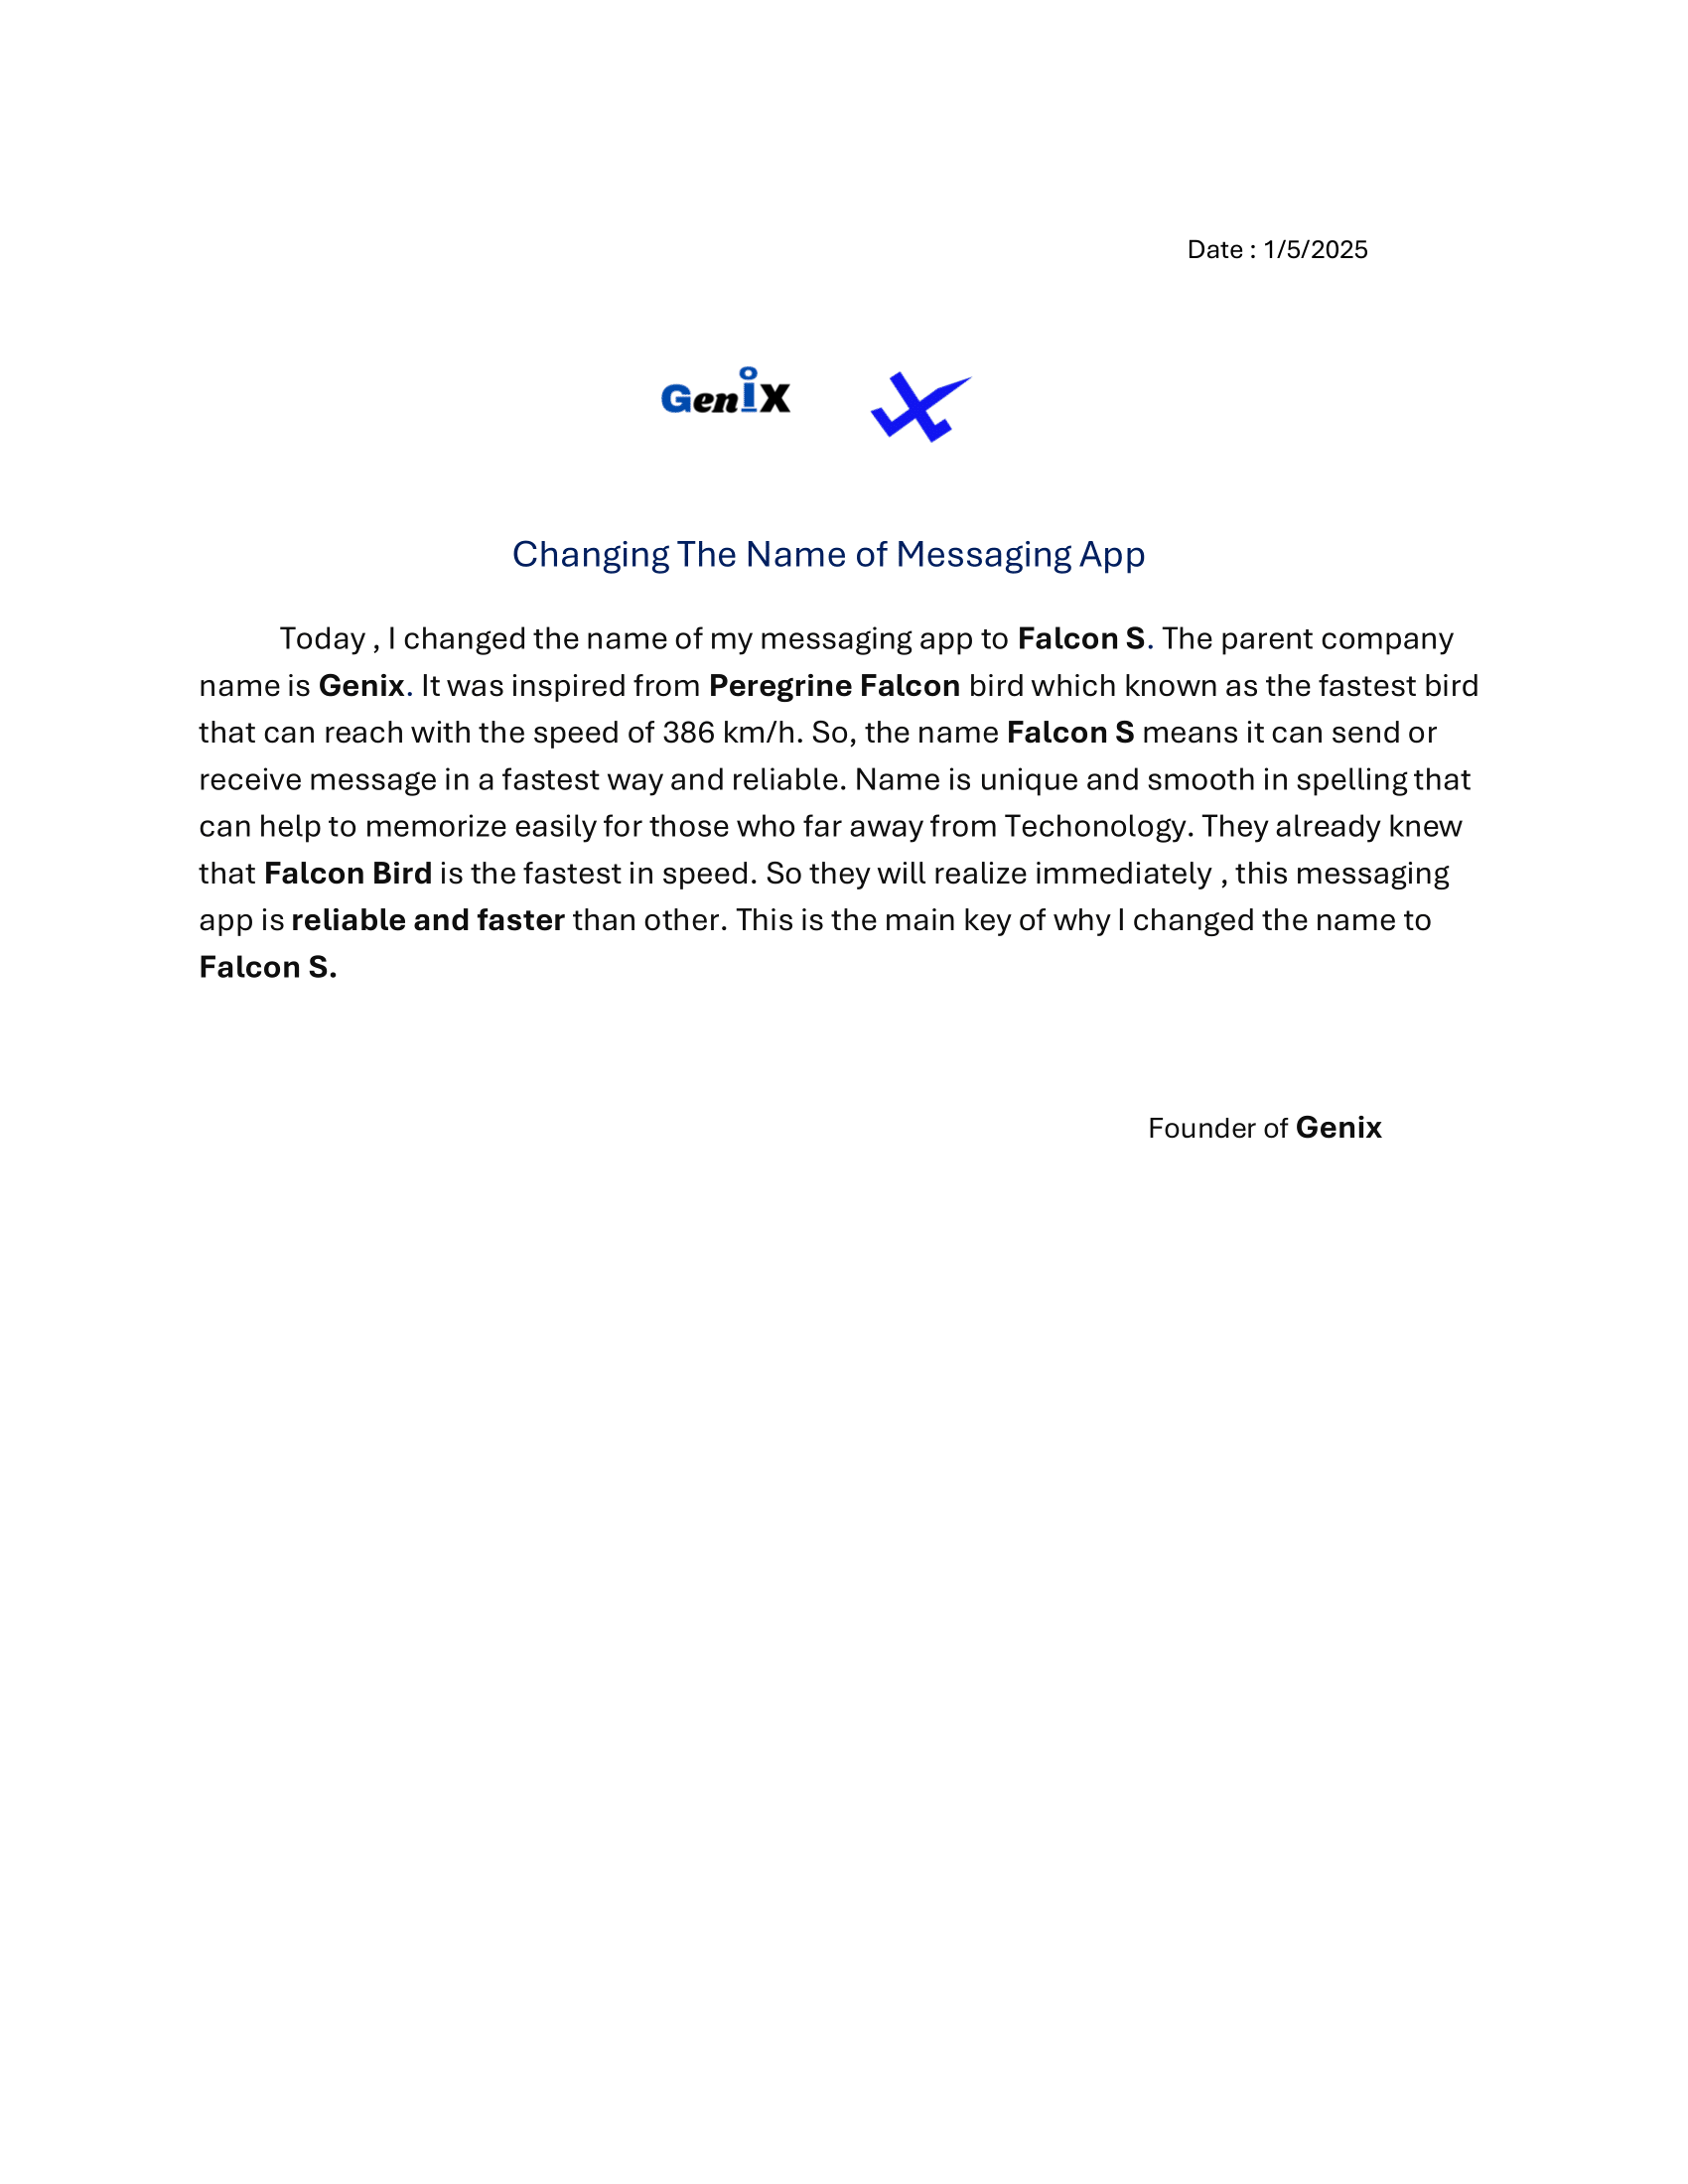 Date : 1/5/2025
GeniX
Changing The Name of Messaging App
Today , I changed the name of my messaging app to Falcon S. The parent company
name is Genix. It was inspired from Peregrine Falcon bird which known as the fastest bird
that can reach with the speed of 386 km/h. So, the name Falcon S means it can send or
receive message in a fastest way and reliable. Name is unique and smooth in spelling that
can help to memorize easily for those who far away from Techonology. They already knew
that Falcon Bird is the fastest in speed. So they will realize immediately , this messaging
app is reliable and faster than other. This is the main key of why I changed the name to
Falcon S.
Founder of Genix